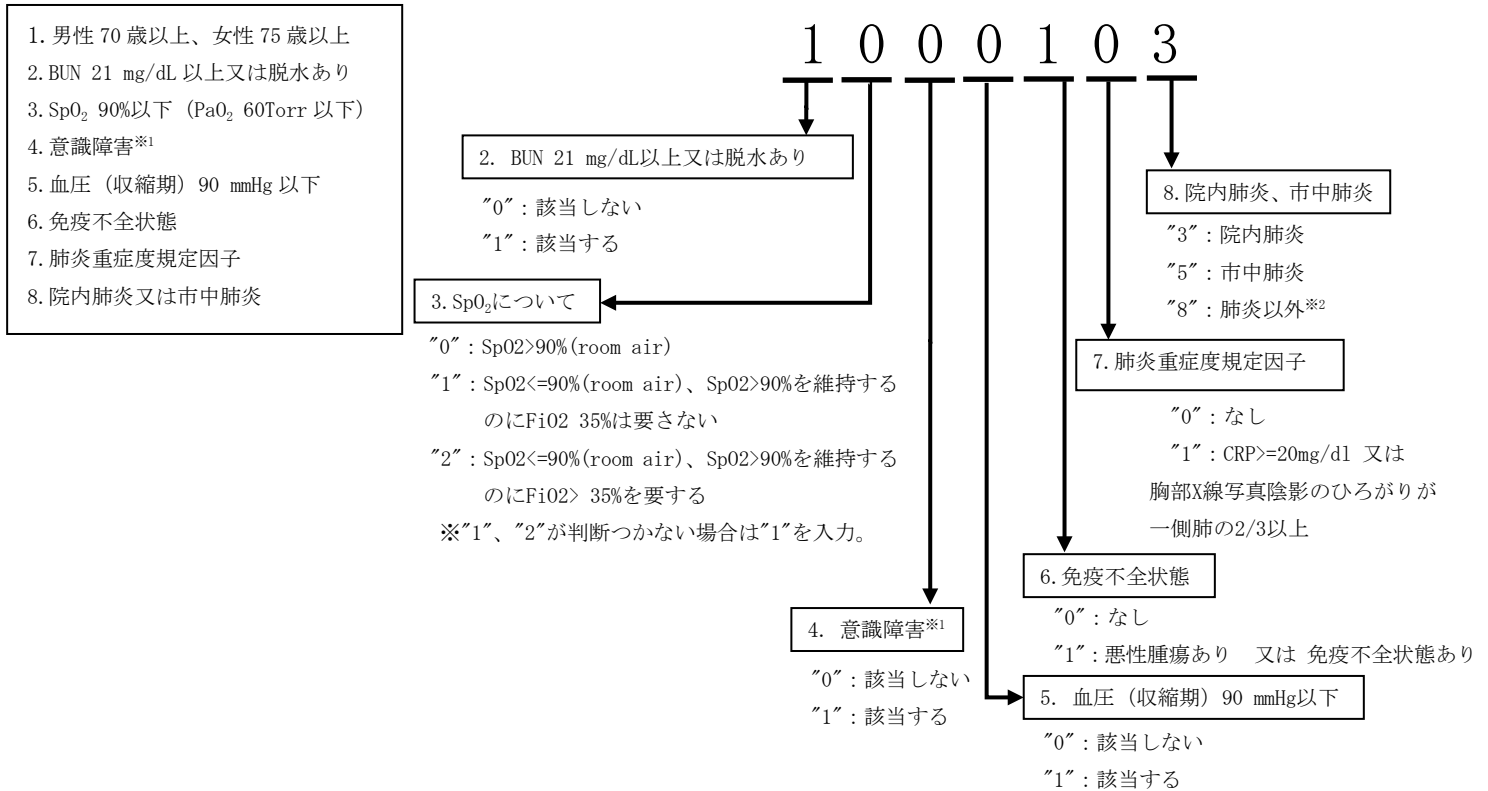 1. 男性 70 歳以上、女性 75 歳以上
2. BUN 21 mg/dL 以上又は脱水あり
3. SpO₂ 90%以下 (PaO₂ 60Torr 以下)
4. 意識障害※1
5. 血圧（収縮期）90 mmHg 以下
6. 免疫不全状態
7. 肺炎重症度規定因子
8. 院内肺炎又は市中肺炎
1 0 0 0 1 0 3
2. BUN 21 mg/dL以上又は脱水あり
"0"：該当しない
"1"：該当する
3. SpO₂について
"0"：SpO2>90%(room air)
"1"：SpO2<=90%(room air)、SpO2>90%を維持する
のにFiO2 35%は要さない
"2"：SpO2<=90%(room air)、SpO2>90%を維持する
のにFiO2> 35%を要する
※"1"、"2"が判断つかない場合は"1"を入力。
4. 意識障害※1
"0"：該当しない
"1"：該当する
5. 血圧（収縮期）90 mmHg以下
"0"：該当しない
"1"：該当する
6. 免疫不全状態
"0"：なし
"1"：悪性腫瘍あり　又は 免疫不全状態あり
7. 肺炎重症度規定因子
"0"：なし
"1"：CRP>=20mg/dl 又は
胸部X線写真陰影のひろがりが
一側肺の2/3以上
8. 院内肺炎、市中肺炎
"3"：院内肺炎
"5"：市中肺炎
"8"：肺炎以外※2